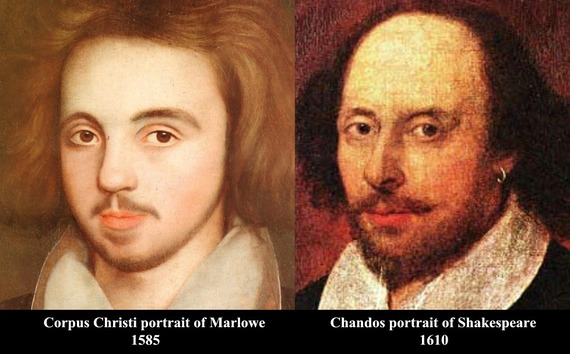 Corpus Christi portrait of Marlowe
1585
Chandos portrait of Shakespeare
1610